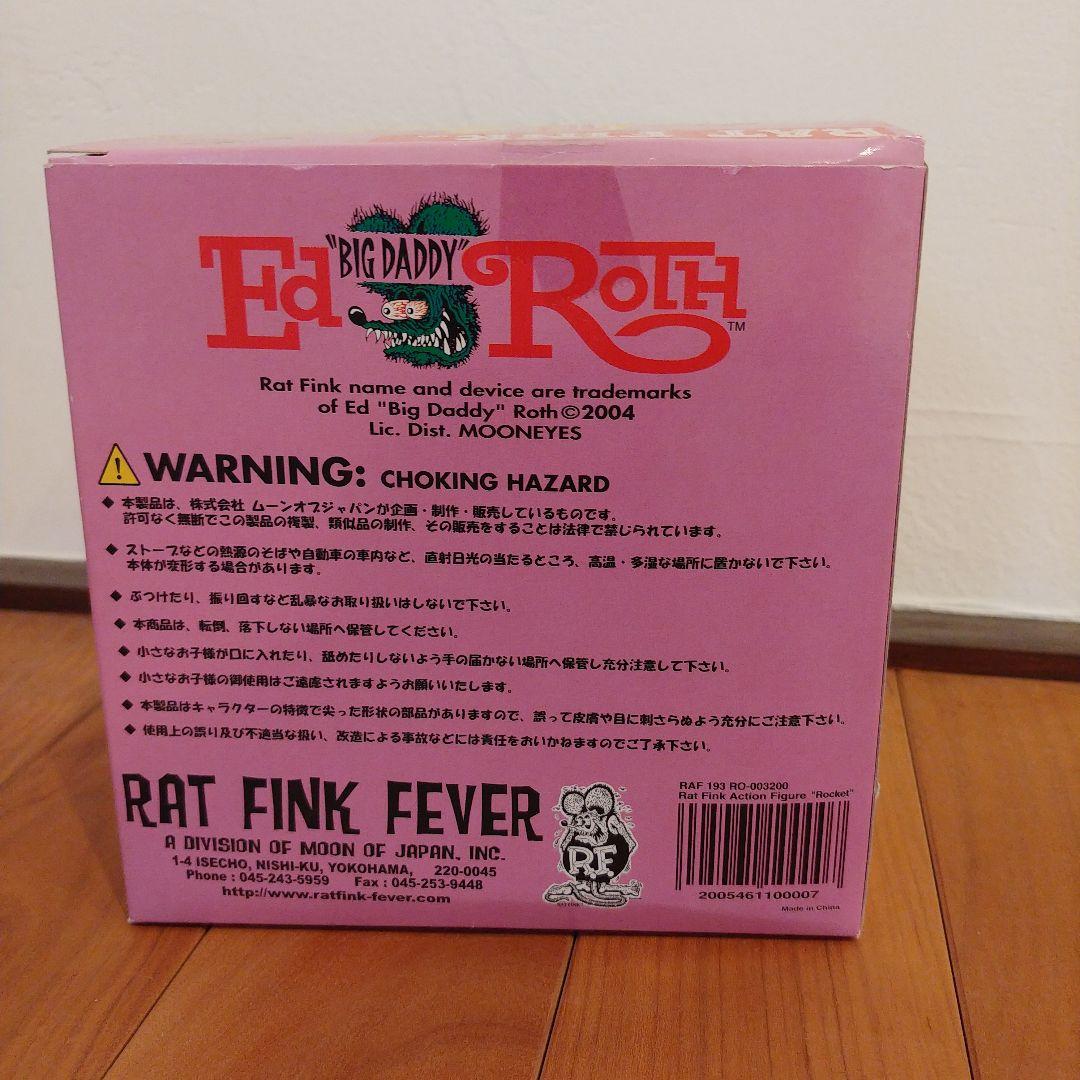 RAT FINK
Ed "BIG DADDY" ROTH™
Rat Fink name and device are trademarks
of Ed "Big Daddy" Roth©2004
Lic. Dist. MOONEYES
WARNING: CHOKING HAZARD
◆ 本製品は、株式会社 ムーンオブジャパンが企画・制作・販売しているものです。
許可なく無断でこの製品の複製、類似品の制作、その販売をすることは法律で禁じられています。
◆ ストーブなどの熱源のそばや自動車の車内など、直射日光の当たるところ、高温・多湿な場所に置かないで下さい。
本体が変形する場合があります。
◆ ぶつけたり、振り回すなど乱暴なお取り扱いはしないで下さい。
◆ 本商品は、転倒、落下しない場所へ保管してください。
◆ 小さなお子様が口に入れたり、舐めたりしないよう手の届かない場所へ保管し充分注意して下さい。
◆ 小さなお子様の御使用はご遠慮されますようお願いいたします。
◆ 本製品はキャラクターの特徴で尖った形状の部品がありますので、誤って皮膚や目に刺さらぬよう充分にご注意下さい。
◆ 使用上の誤り及び不適当な扱い、改造による事故などには責任をおいかねますのでご了承下さい。
RAT FINK FEVER
A DIVISION OF MOON OF JAPAN, INC.
1-4 ISECHO, NISHI-KU, YOKOHAMA, 220-0045
Phone : 045-243-5959 Fax : 045-253-9448
http://www.ratfink-fever.com
RF
RAT FINK
RAF 193 RO-003200
Rat Fink Action Figure "Rocket"
2005461100007
Made in China